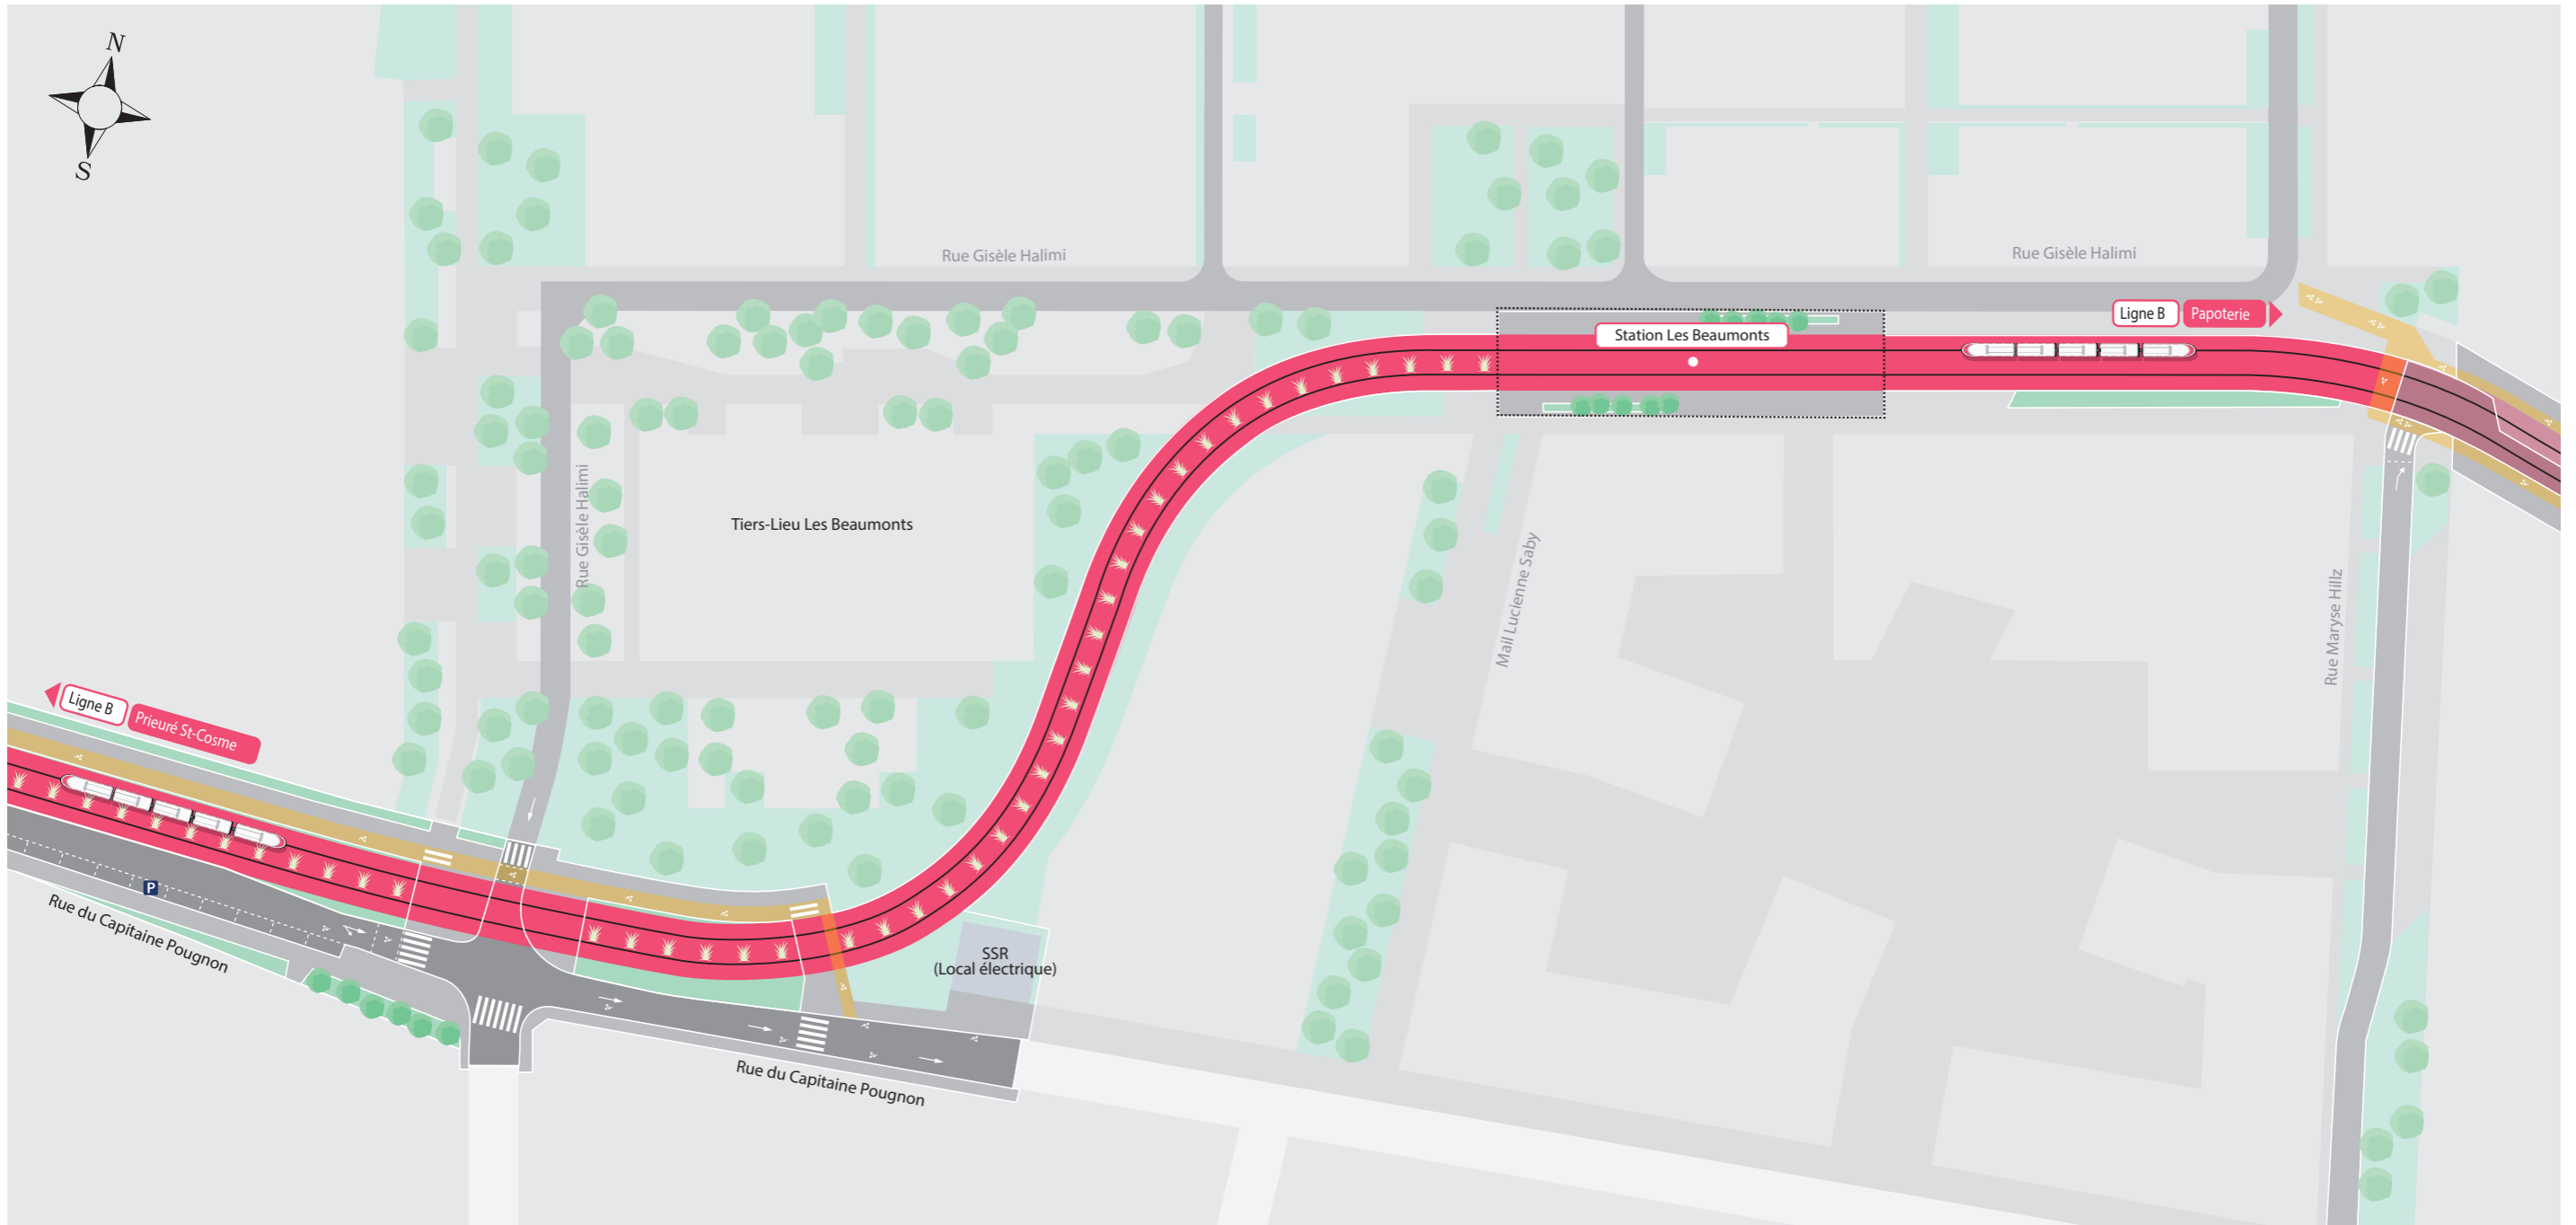 N
S
Rue Gisèle Halimi
Rue Gisèle Halimi
Ligne B
Papoterie
Station Les Beaumonts
Tiers-Lieu Les Beaumonts
Rue Gisèle Halimi
Mail Lucienne Saby
Rue Maryse Hillz
Ligne B
Prieuré St-Cosme
P
Rue du Capitaine Pougnon
SSR
(Local électrique)
Rue du Capitaine Pougnon